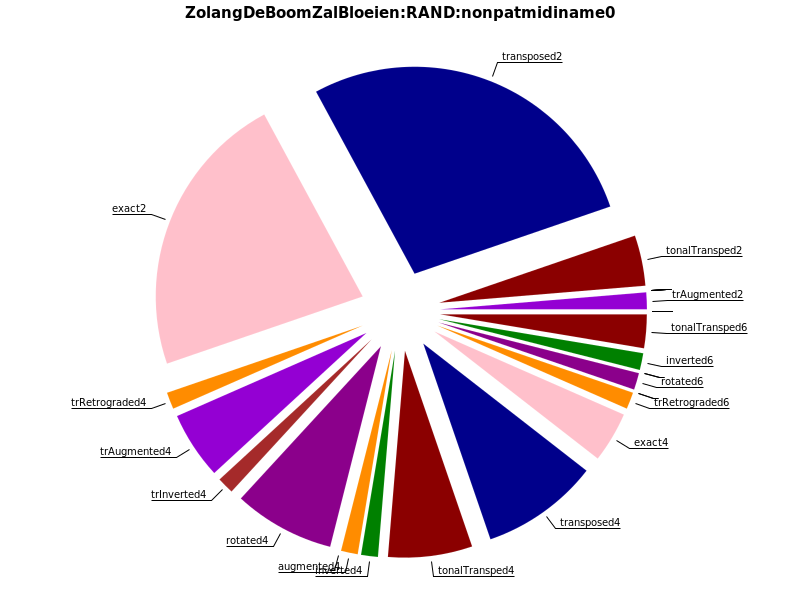 ZolangDeBoomZalBloeien:RAND:nonpatmidiname0
transposed2
exact2
tonalTransped2
trAugmented2
tonalTransped6
inverted6
rotated6
trRetrograded6
exact4
transposed4
tonalTransped4
inverted4
augmented4
rotated4
trInverted4
trAugmented4
trRetrograded4